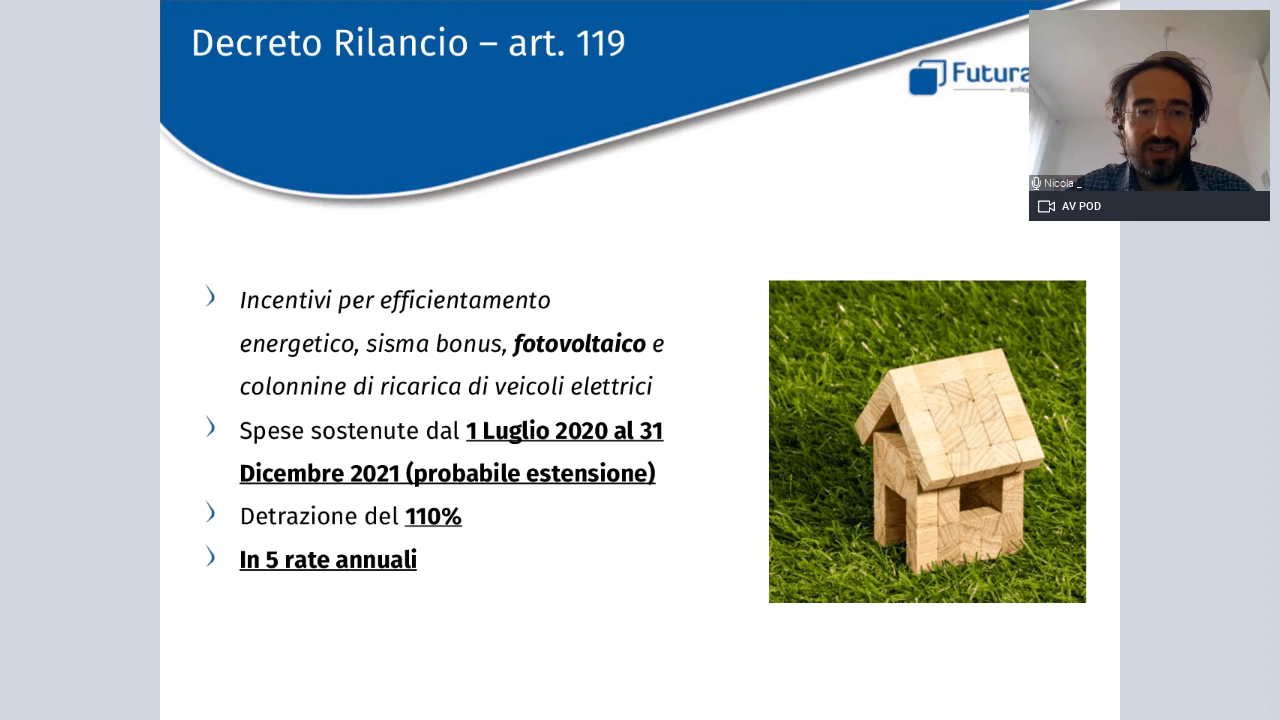 Decreto Rilancio – art. 119
Futura
Nicola _
AV POD
Incentivi per efficientamento
energetico, sisma bonus, fotovoltaico e
colonnine di ricarica di veicoli elettrici
Spese sostenute dal 1 Luglio 2020 al 31
Dicembre 2021 (probabile estensione)
Detrazione del 110%
In 5 rate annuali